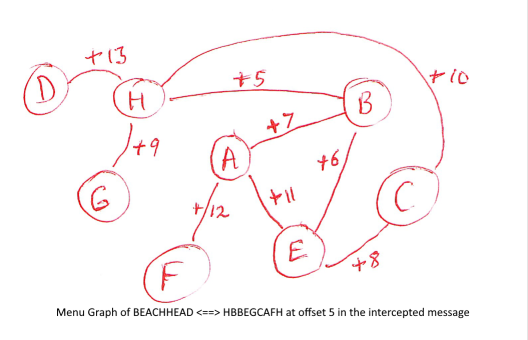 +13
D
H
+5
B
+10
+7
+9
A
+6
G
+11
C
+12
E
F
+8
Menu Graph of BEACHHEAD <==> HBBEGCAFH at offset 5 in the intercepted message